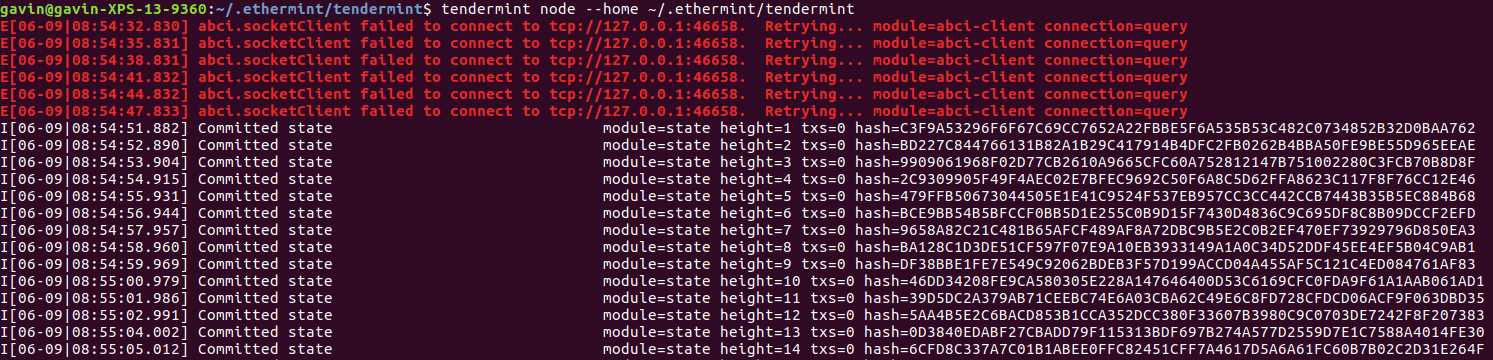 gavin@gavin-XPS-13-9360:~/.ethermint/tendermint$ tendermint node --home ~/.ethermint/tendermint
E[06-09|08:54:32.830] abci.socketClient failed to connect to tcp://127.0.0.1:46658.  Retrying... module=abci-client connection=query
E[06-09|08:54:35.831] abci.socketClient failed to connect to tcp://127.0.0.1:46658.  Retrying... module=abci-client connection=query
E[06-09|08:54:38.831] abci.socketClient failed to connect to tcp://127.0.0.1:46658.  Retrying... module=abci-client connection=query
E[06-09|08:54:41.832] abci.socketClient failed to connect to tcp://127.0.0.1:46658.  Retrying... module=abci-client connection=query
E[06-09|08:54:44.832] abci.socketClient failed to connect to tcp://127.0.0.1:46658.  Retrying... module=abci-client connection=query
E[06-09|08:54:47.833] abci.socketClient failed to connect to tcp://127.0.0.1:46658.  Retrying... module=abci-client connection=query
I[06-09|08:54:51.882] Committed state module=state height=1 txs=0 hash=C3F9A53296F6F67C69CC7652A22FBBE5F6A535B53C482C0734852B32D0BAA762
I[06-09|08:54:52.890] Committed state module=state height=2 txs=0 hash=BD227C844766131B82A1B29C417914B4DFC2FB0262B4BBA50FE9BE55D965EEAE
I[06-09|08:54:53.904] Committed state module=state height=3 txs=0 hash=9909061968F02D77CB2610A9665CFC60A752812147B751002280C3FCB70B8D8F
I[06-09|08:54:54.915] Committed state module=state height=4 txs=0 hash=2C9309905F49F4AEC02E7BFEC9692C50F6A8C5D62FFA8623C117F8F76CC12E46
I[06-09|08:54:55.931] Committed state module=state height=5 txs=0 hash=479FFB50673044505E1E41C9524F537EB957CC3CC442CCB7443B35B5EC884B68
I[06-09|08:54:56.944] Committed state module=state height=6 txs=0 hash=BCE9BB54B5BFCCF0BB5D1E255C0B9D15F7430D4836C9C695DF8C8B09DCCF2EFD
I[06-09|08:54:57.957] Committed state module=state height=7 txs=0 hash=9658A82C21C481B65AFCF489AF8A72DBC9B5E2C0B2EF470EF73929796D850EA3
I[06-09|08:54:58.960] Committed state module=state height=8 txs=0 hash=BA128C1D3DE51CF597F07E9A10EB3933149A1A0C34D52DDF45EE4EF5B04C9AB1
I[06-09|08:54:59.969] Committed state module=state height=9 txs=0 hash=DF38BBE1FE7E549C92062BDEB3F57D199ACCD04A455AF5C121C4ED084761AF83
I[06-09|08:55:00.979] Committed state module=state height=10 txs=0 hash=46DD34208FE9CA580305E228A147646400D53C6169CFC0FDA9F61A1AAB061AD1
I[06-09|08:55:01.986] Committed state module=state height=11 txs=0 hash=39D5DC2A379AB71CEEBC74E6A03CBA62C49E6C8FD728CFDCD06ACF9F063DBD35
I[06-09|08:55:02.991] Committed state module=state height=12 txs=0 hash=5AA4B5E2C6BACD853B1CCA352DCC380F33607B3980C9C0703DE7242F8F207383
I[06-09|08:55:04.002] Committed state module=state height=13 txs=0 hash=0D3840EDABF27CBADD79F115313BDF697B274A577D2559D7E1C7588A4014FE30
I[06-09|08:55:05.012] Committed state module=state height=14 txs=0 hash=6CFD8C337A7C01B1ABEE0FFC82451CFF7A4617D5A6A61FC60B7B02C2D31E264F